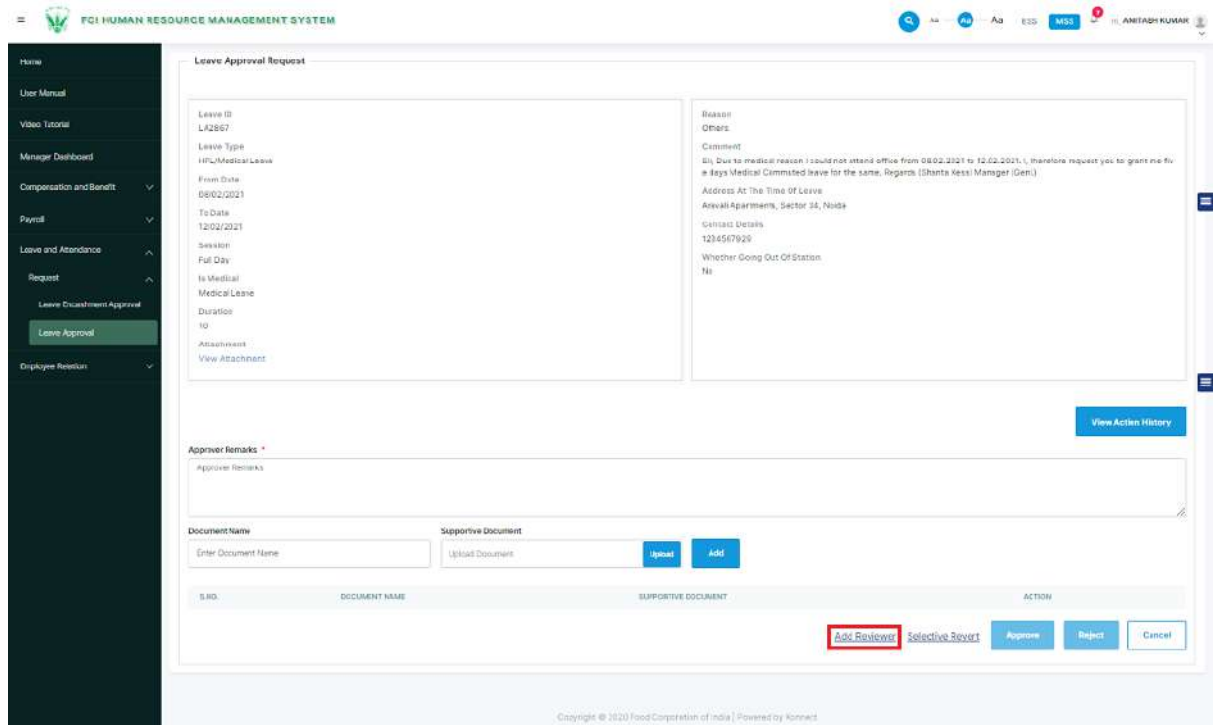 FCI HUMAN RESOURCE MANAGEMENT SYSTEM
Aa Aa Aa ESS MSS Hi, ANITABH KUMAR
Home
User Manual
Video Tutorial
Manager Dashboard
Compensation and Benefit
Payroll
Leave and Attendance
Request
Leave Encashment Approval
Leave Approval
Employee Relation
Leave Approval Request
Leave ID
LA2867
Leave Type
HPL/Medical Leave
From Date
08/02/2021
To Date
12/02/2021
Session
Full Day
Is Medical
Medical Leave
Duration
10
Attachment
View Attachment
Reason
Others
Comment
Sir, Due to medical reason I could not attend office from 08.02.2021 to 12.02.2021. I, therefore request you to grant me fiv
e days Medical Commuted leave for the same. Regards (Shanta Kess) Manager (Genl.)
Address At The Time Of Leave
Aravali Apartments, Sector 34, Noida
Contact Details
1234567929
Whether Going Out Of Station
No
View Action History
Approver Remarks *
Approver Remarks
Document Name Supportive Document
Enter Document Name Upload Document Upload Add
S.NO. DOCUMENT NAME SUPPORTIVE DOCUMENT ACTION
Add Reviewer Selective Revert Approve Reject Cancel
Copyright © 2020 Food Corporation of India | Powered by Konnect